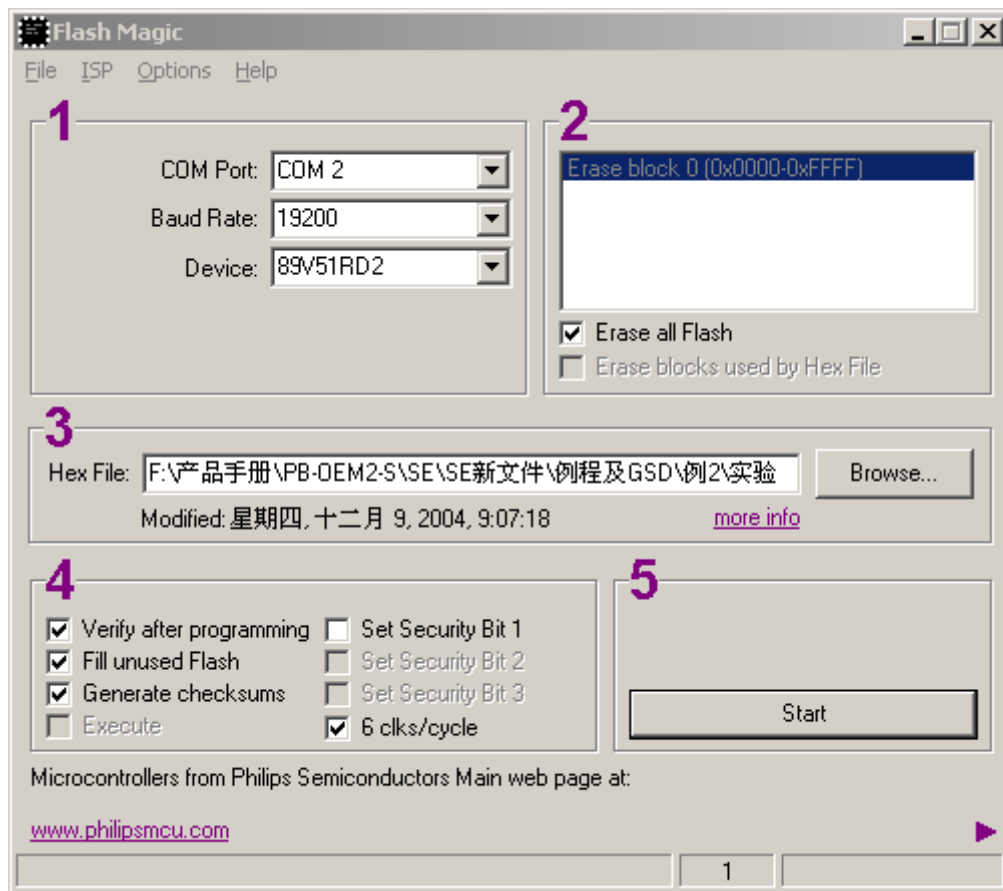 Flash Magic
File ISP Options Help
1
COM Port: COM 2
Baud Rate: 19200
Device: 89V51RD2
2
Erase block 0 (0x0000-0xFFFF)
Erase all Flash
Erase blocks used by Hex File
3
Hex File: F:\产品手册\PB-OEM2-S\SE\SE新文件\例程及GSD\例2\实验 Browse...
Modified: 星期四, 十二月 9, 2004, 9:07:18 more info
4
Verify after programming Set Security Bit 1
Fill unused Flash Set Security Bit 2
Generate checksums Set Security Bit 3
Execute 6 clks/cycle
5
Start
Microcontrollers from Philips Semiconductors Main web page at:
www.philipsmcu.com
1